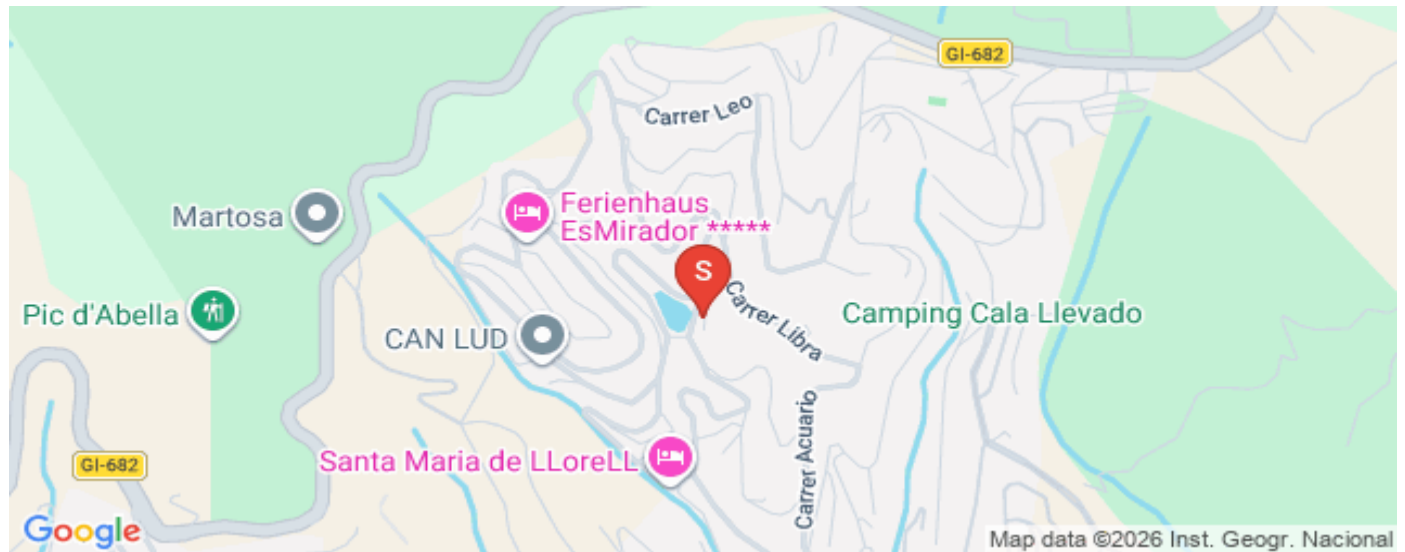 GI-682
Carrer Leo
Ferienhaus
EsMirador *****
Martosa
S
Pic d'Abella
Carrer Libra
Camping Cala Llevado
CAN LUD
Carrer Acuario
Santa Maria de LLoreLL
GI-682
Google
Map data ©2026 Inst. Geogr. Nacional